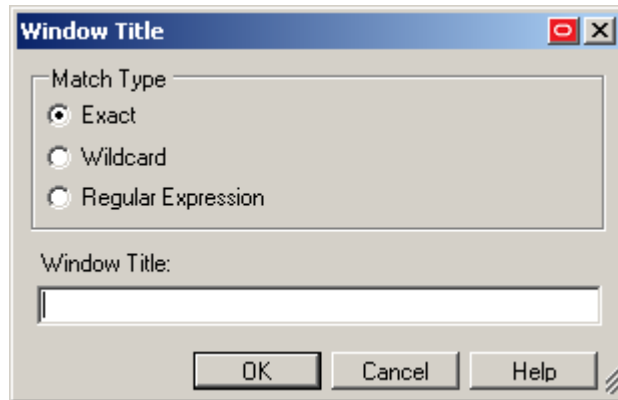 Window Title
Match Type
Exact
Wildcard
Regular Expression
Window Title:
OK Cancel Help